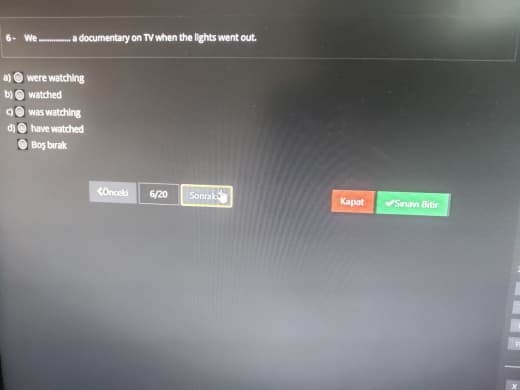 6- We ............... a documentary on TV when the lights went out.
a) were watching
b) watched
c) was watching
d) have watched
Boş bırak
Önceki 6/20 Sonraki Kapat Sınavı Bitir